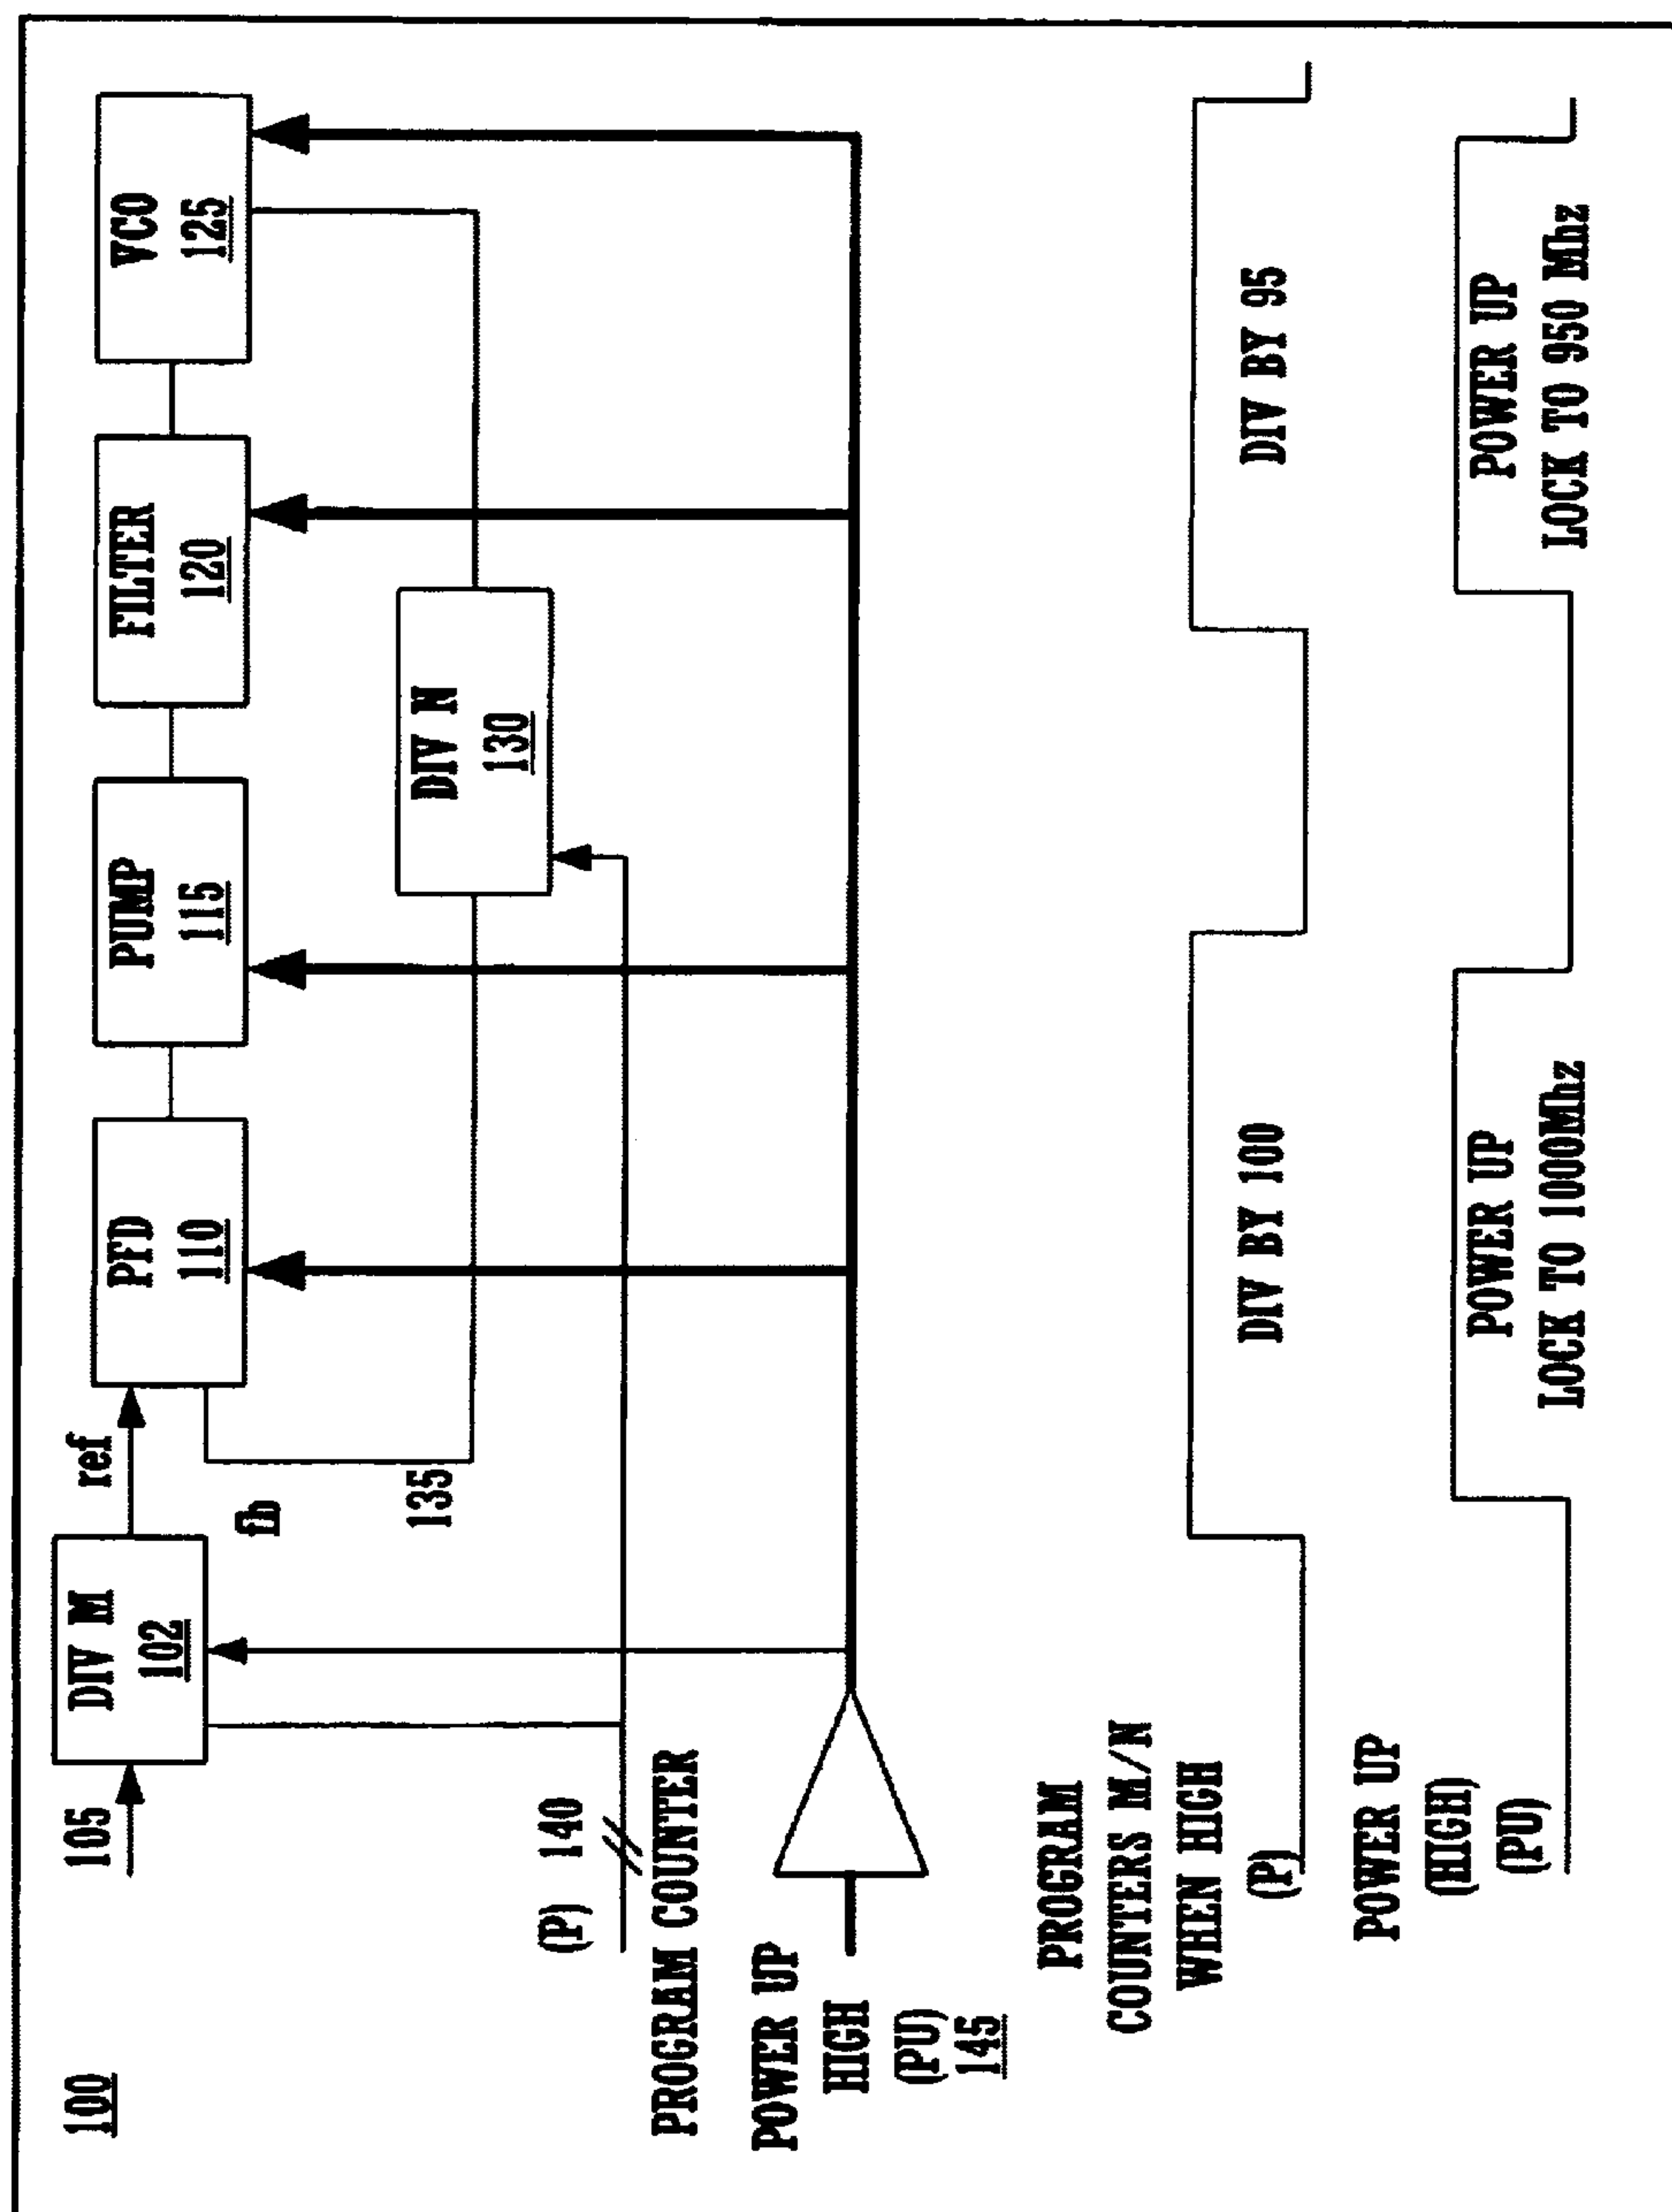 100
105
DIV M
102
ref
fb
135
PFD
110
PUMP
115
FILTER
120
VCO
125
DIV N
130
(P) 140
PROGRAM COUNTER
POWER UP
HIGH
(PU)
145
PROGRAM
COUNTERS M/N
WHEN HIGH
(P)
DIV BY 100
DIV BY 95
POWER UP
(HIGH)
(PU)
POWER UP
LOCK TO 1000Mhz
POWER UP
LOCK TO 950 Mhz